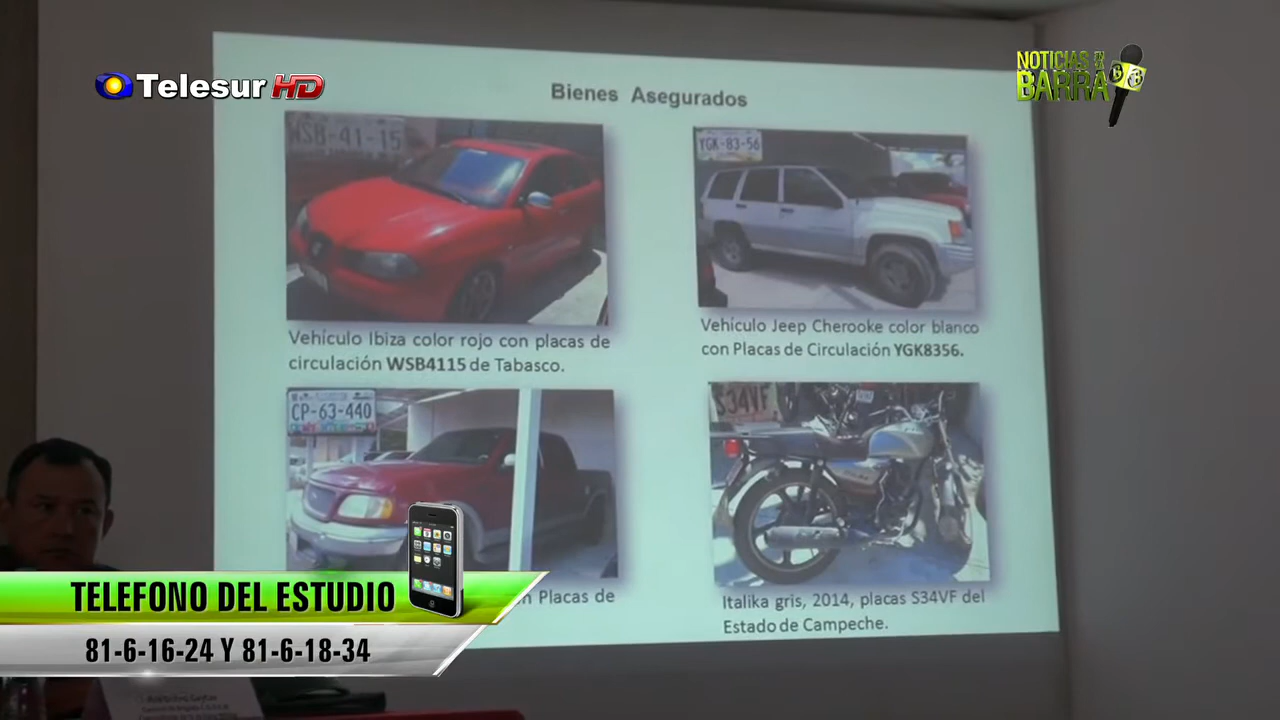 Telesur HD
NOTICIAS EN
BARRA
Bienes Asegurados
WSB-41-15
YGK-83-56
Vehículo Ibiza color rojo con placas de
circulación WSB4115 de Tabasco.
Vehículo Jeep Cherooke color blanco
con Placas de Circulación YGK8356.
CP-63-440
S34VF
Placas de
Italika gris, 2014, placas S34VF del
Estado de Campeche.
TELEFONO DEL ESTUDIO
81-6-16-24 Y 81-6-18-34